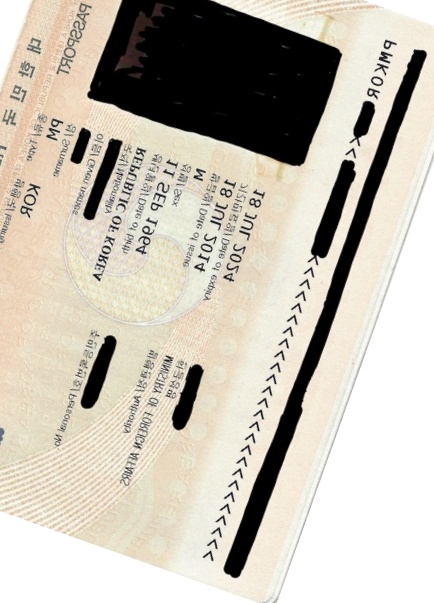 PASSPORT
대한민국
종류/Type
PM
발행국/Issuing
KOR
성/Surname
이름/Given names
국적/Nationality
REPUBLIC OF KOREA
생년월일/Date of birth
11 SEP 1964
성별/Sex
M
발급일/Date of issue
18 JUL 2014
기간만료일/Date of expiry
18 JUL 2024
주민등록번호/Personal No
발행관청/Authority
MINISTRY OF FOREIGN AFFAIRS
한글성명
PMKOR